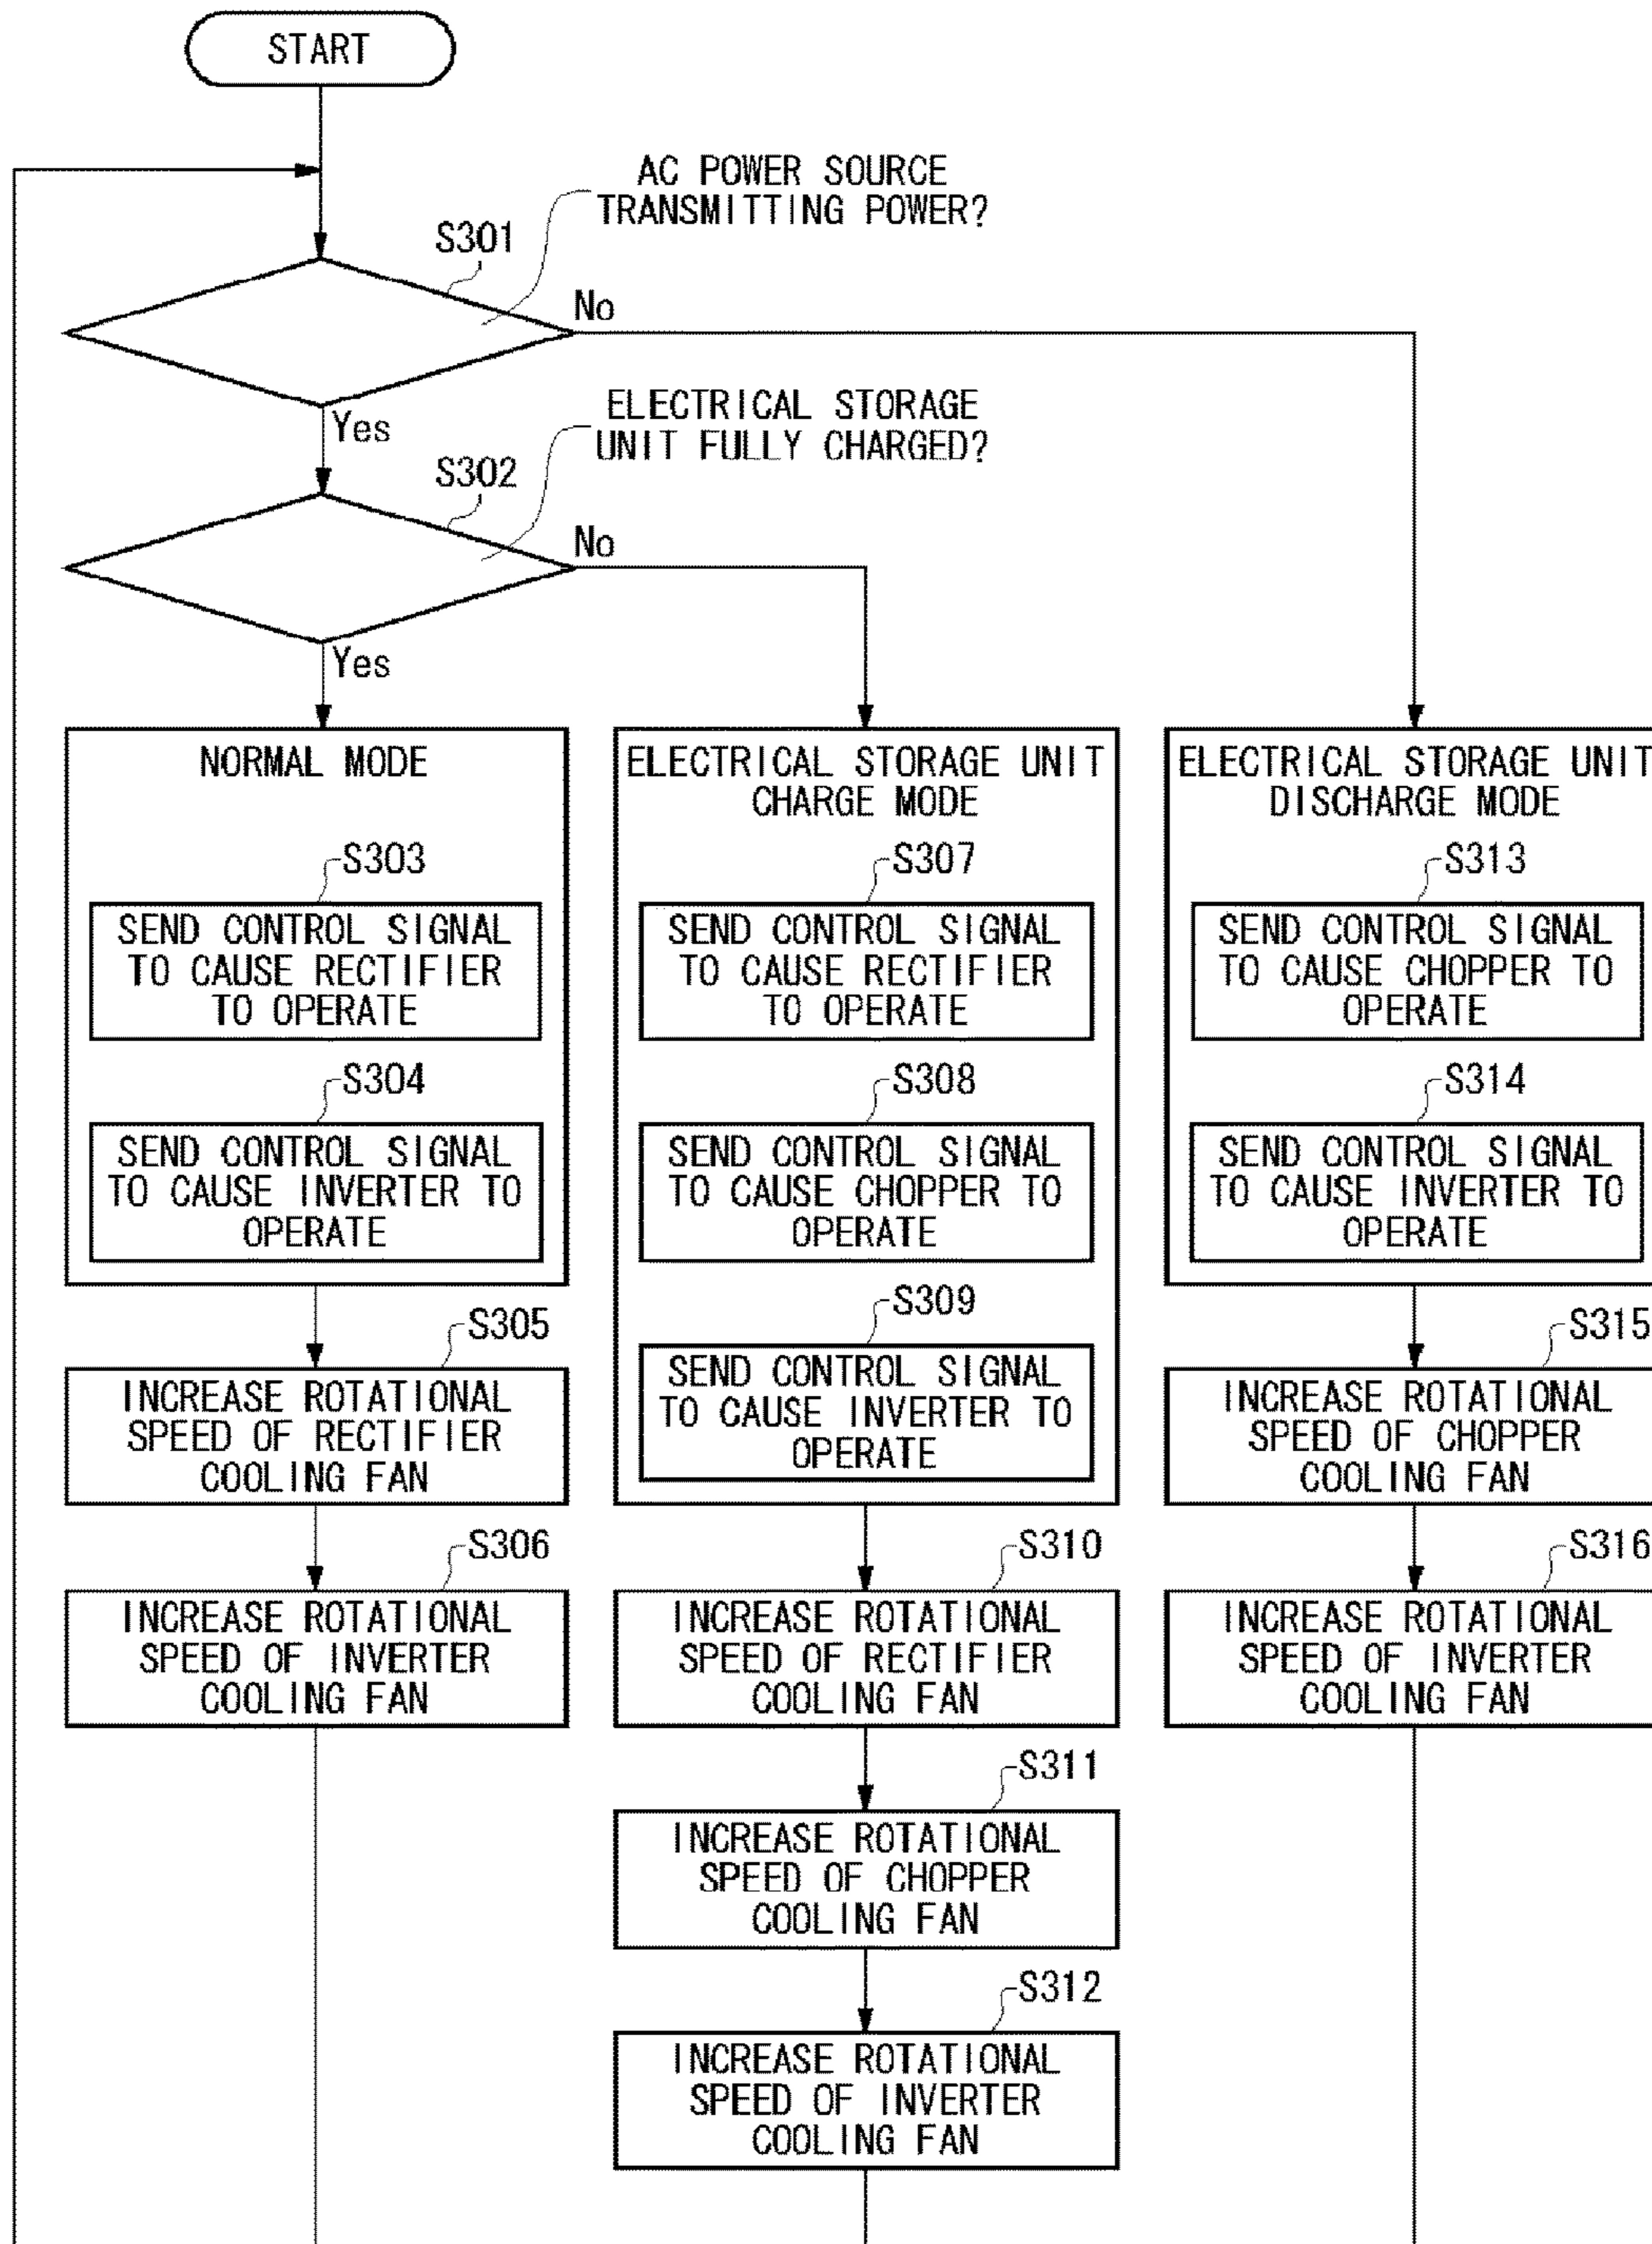 START
AC POWER SOURCE
TRANSMITTING POWER?
S301
No
Yes
ELECTRICAL STORAGE
UNIT FULLY CHARGED?
S302
No
Yes
NORMAL MODE
S303
SEND CONTROL SIGNAL
TO CAUSE RECTIFIER
TO OPERATE
S304
SEND CONTROL SIGNAL
TO CAUSE INVERTER TO
OPERATE
S305
INCREASE ROTATIONAL
SPEED OF RECTIFIER
COOLING FAN
S306
INCREASE ROTATIONAL
SPEED OF INVERTER
COOLING FAN
ELECTRICAL STORAGE UNIT
CHARGE MODE
S307
SEND CONTROL SIGNAL
TO CAUSE RECTIFIER
TO OPERATE
S308
SEND CONTROL SIGNAL
TO CAUSE CHOPPER TO
OPERATE
S309
SEND CONTROL SIGNAL
TO CAUSE INVERTER TO
OPERATE
S310
INCREASE ROTATIONAL
SPEED OF RECTIFIER
COOLING FAN
S311
INCREASE ROTATIONAL
SPEED OF CHOPPER
COOLING FAN
S312
INCREASE ROTATIONAL
SPEED OF INVERTER
COOLING FAN
ELECTRICAL STORAGE UNIT
DISCHARGE MODE
S313
SEND CONTROL SIGNAL
TO CAUSE CHOPPER TO
OPERATE
S314
SEND CONTROL SIGNAL
TO CAUSE INVERTER TO
OPERATE
S315
INCREASE ROTATIONAL
SPEED OF CHOPPER
COOLING FAN
S316
INCREASE ROTATIONAL
SPEED OF INVERTER
COOLING FAN